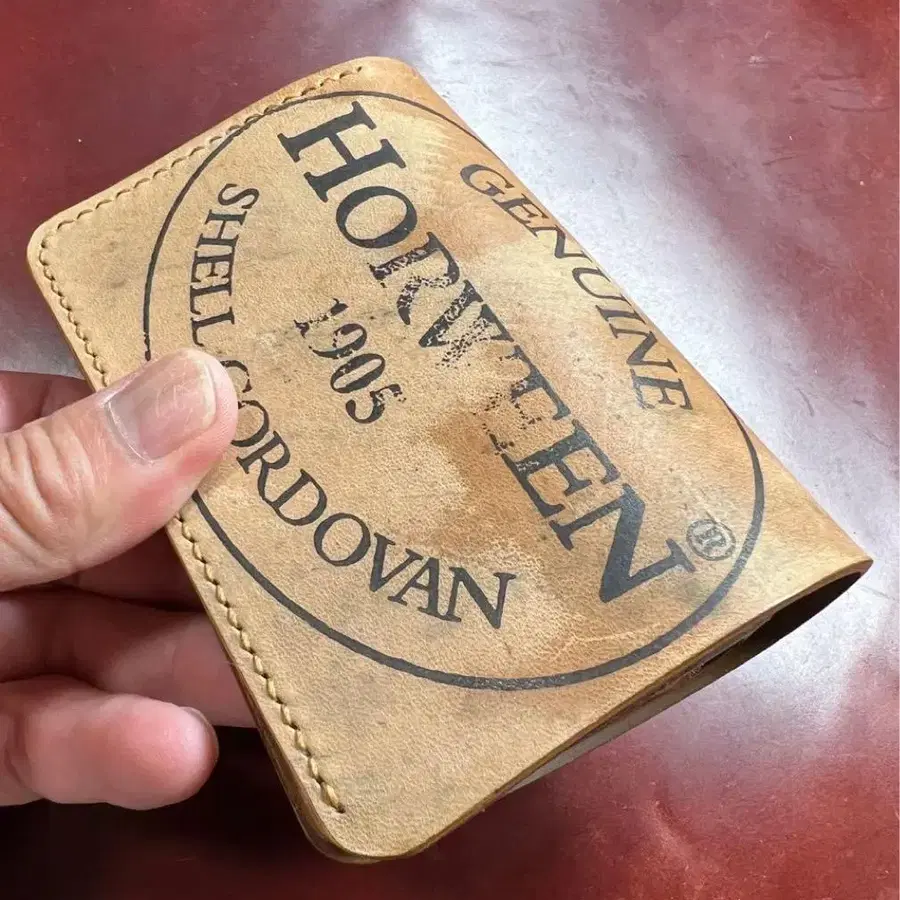 GENUINE
HORWEEN®
1905
SHELL CORDOVAN